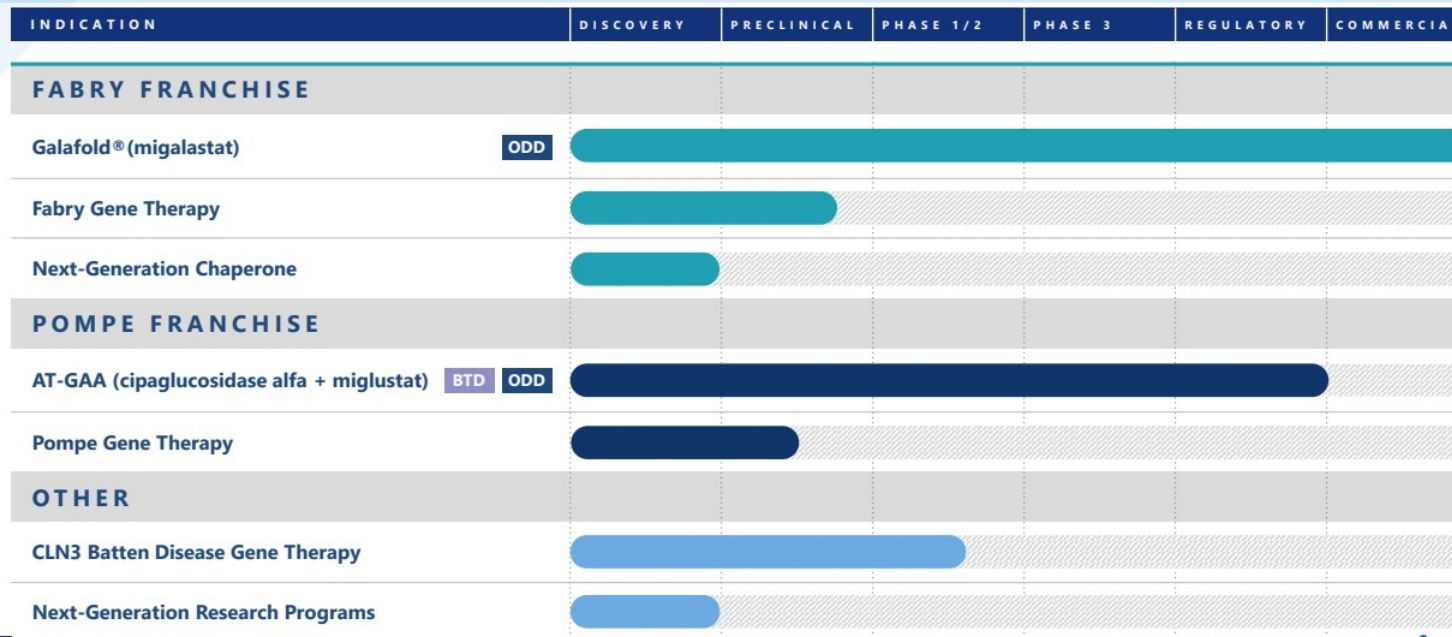 INDICATION DISCOVERY PRECLINICAL PHASE 1/2 PHASE 3 REGULATORY COMMERCIA
FABRY FRANCHISE
Galafold® (migalastat) ODD
Fabry Gene Therapy
Next-Generation Chaperone
POMPE FRANCHISE
AT-GAA (cipaglucosidase alfa + miglustat) BTD ODD
Pompe Gene Therapy
OTHER
CLN3 Batten Disease Gene Therapy
Next-Generation Research Programs